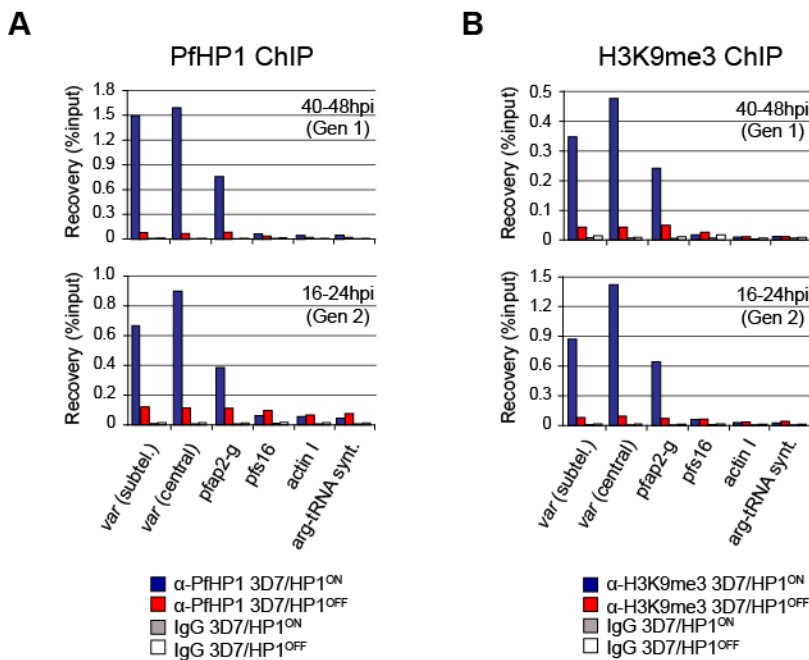 A
PfHP1 ChIP
Recovery (%input)
1.8
1.5
1.2
0.9
0.6
0.3
0
40-48hpi
(Gen 1)
Recovery (%input)
1.0
0.8
0.6
0.4
0.2
0
16-24hpi
(Gen 2)
var (subtel.)
var (central)
pfap2-g
pfs16
actin I
arg-tRNA synt.
α-PfHP1 3D7/HP1ON
α-PfHP1 3D7/HP1OFF
IgG 3D7/HP1ON
IgG 3D7/HP1OFF
B
H3K9me3 ChIP
Recovery (%input)
0.5
0.4
0.3
0.2
0.1
0
40-48hpi
(Gen 1)
Recovery (%input)
1.5
1.2
0.9
0.6
0.3
0
16-24hpi
(Gen 2)
var (subtel.)
var (central)
pfap2-g
pfs16
actin I
arg-tRNA synt.
α-H3K9me3 3D7/HP1ON
α-H3K9me3 3D7/HP1OFF
IgG 3D7/HP1ON
IgG 3D7/HP1OFF